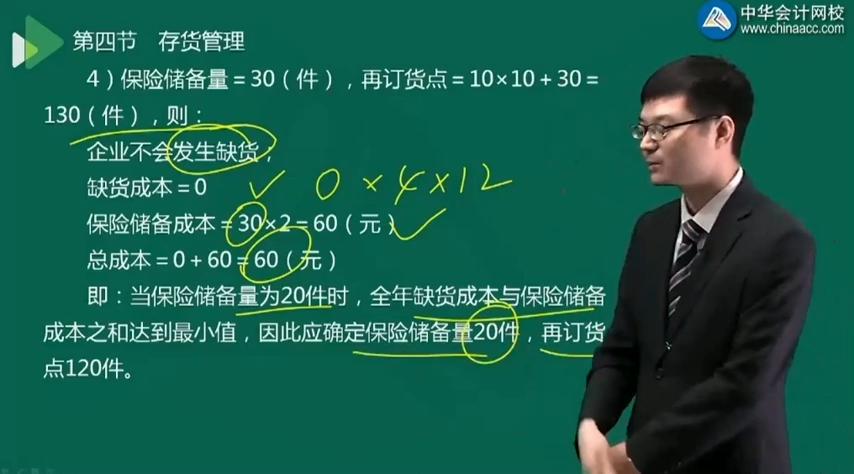 中华会计网校
www.chinaacc.com
第四节 存货管理
4）保险储备量＝30（件），再订货点＝10×10＋30＝
130（件），则：
企业不会发生缺货；
缺货成本＝0
0 × 4 × 12
保险储备成本＝30×2＝60（元）
总成本＝0＋60＝60（元）
即：当保险储备量为20件时，全年缺货成本与保险储备
成本之和达到最小值，因此应确定保险储备量20件，再订货
点120件。